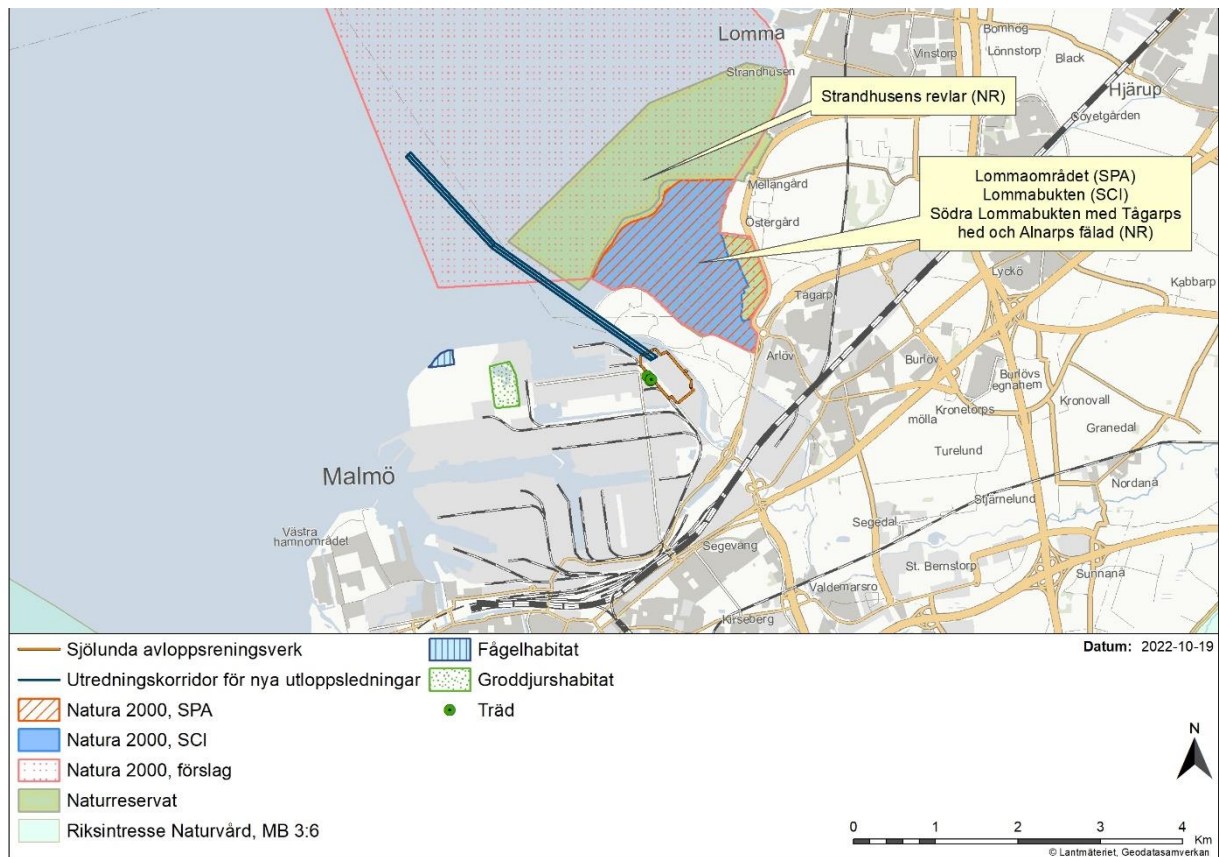 Lomma
Bomhög
Vinstorp
Lönnstorp
Black
Strandhusen
Hjärup
Strandhusens revlar (NR)
Lommaområdet (SPA)
Lommabukten (SCI)
Södra Lommabukten med Tågarps
hed och Alnarps fälad (NR)
Mellangård
Östergård
Lyckö
Kabbarp
Tågarp
Arlöv
Burlöv
Burlövs
egnahem
Kronovall
Kronetorps
mölla
Granedal
Turelund
Malmö
Nordanå
Stjärnelund
Västra
hamnområdet
Segedal
Segevång
St. Bernstorp
Sunnanå
Valdemarsro
Kirseberg
Sjölunda avloppsreningsverk
Utredningskorridor för nya utloppsledningar
Natura 2000, SPA
Natura 2000, SCI
Natura 2000, förslag
Naturreservat
Riksintresse Naturvård, MB 3:6
Fågelhabitat
Groddjurshabitat
Träd
Datum: 2022-10-19
N
0 1 2 3 4
Km
© Lantmäteriet, Geodatasamverkan